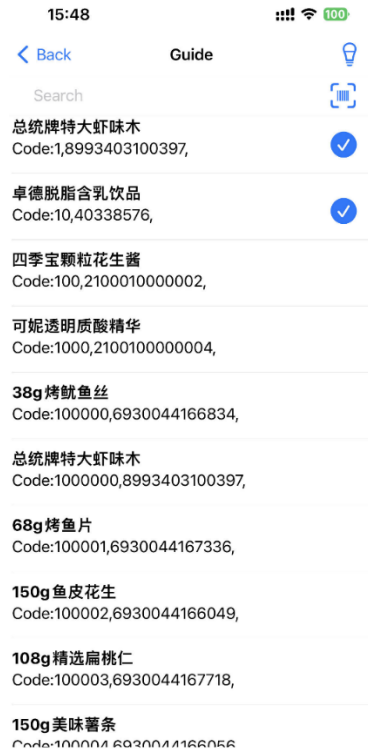 15:48
100
Back
Guide
Search
总统牌特大虾味木
Code:1,8993403100397,
卓德脱脂含乳饮品
Code:10,40338576,
四季宝颗粒花生酱
Code:100,2100010000002,
可妮透明质酸精华
Code:1000,2100100000004,
38g烤鱿鱼丝
Code:100000,6930044166834,
总统牌特大虾味木
Code:1000000,8993403100397,
68g烤鱼片
Code:100001,6930044167336,
150g鱼皮花生
Code:100002,6930044166049,
108g精选扁桃仁
Code:100003,6930044167718,
150g美味薯条
Code:100004,6930044166056